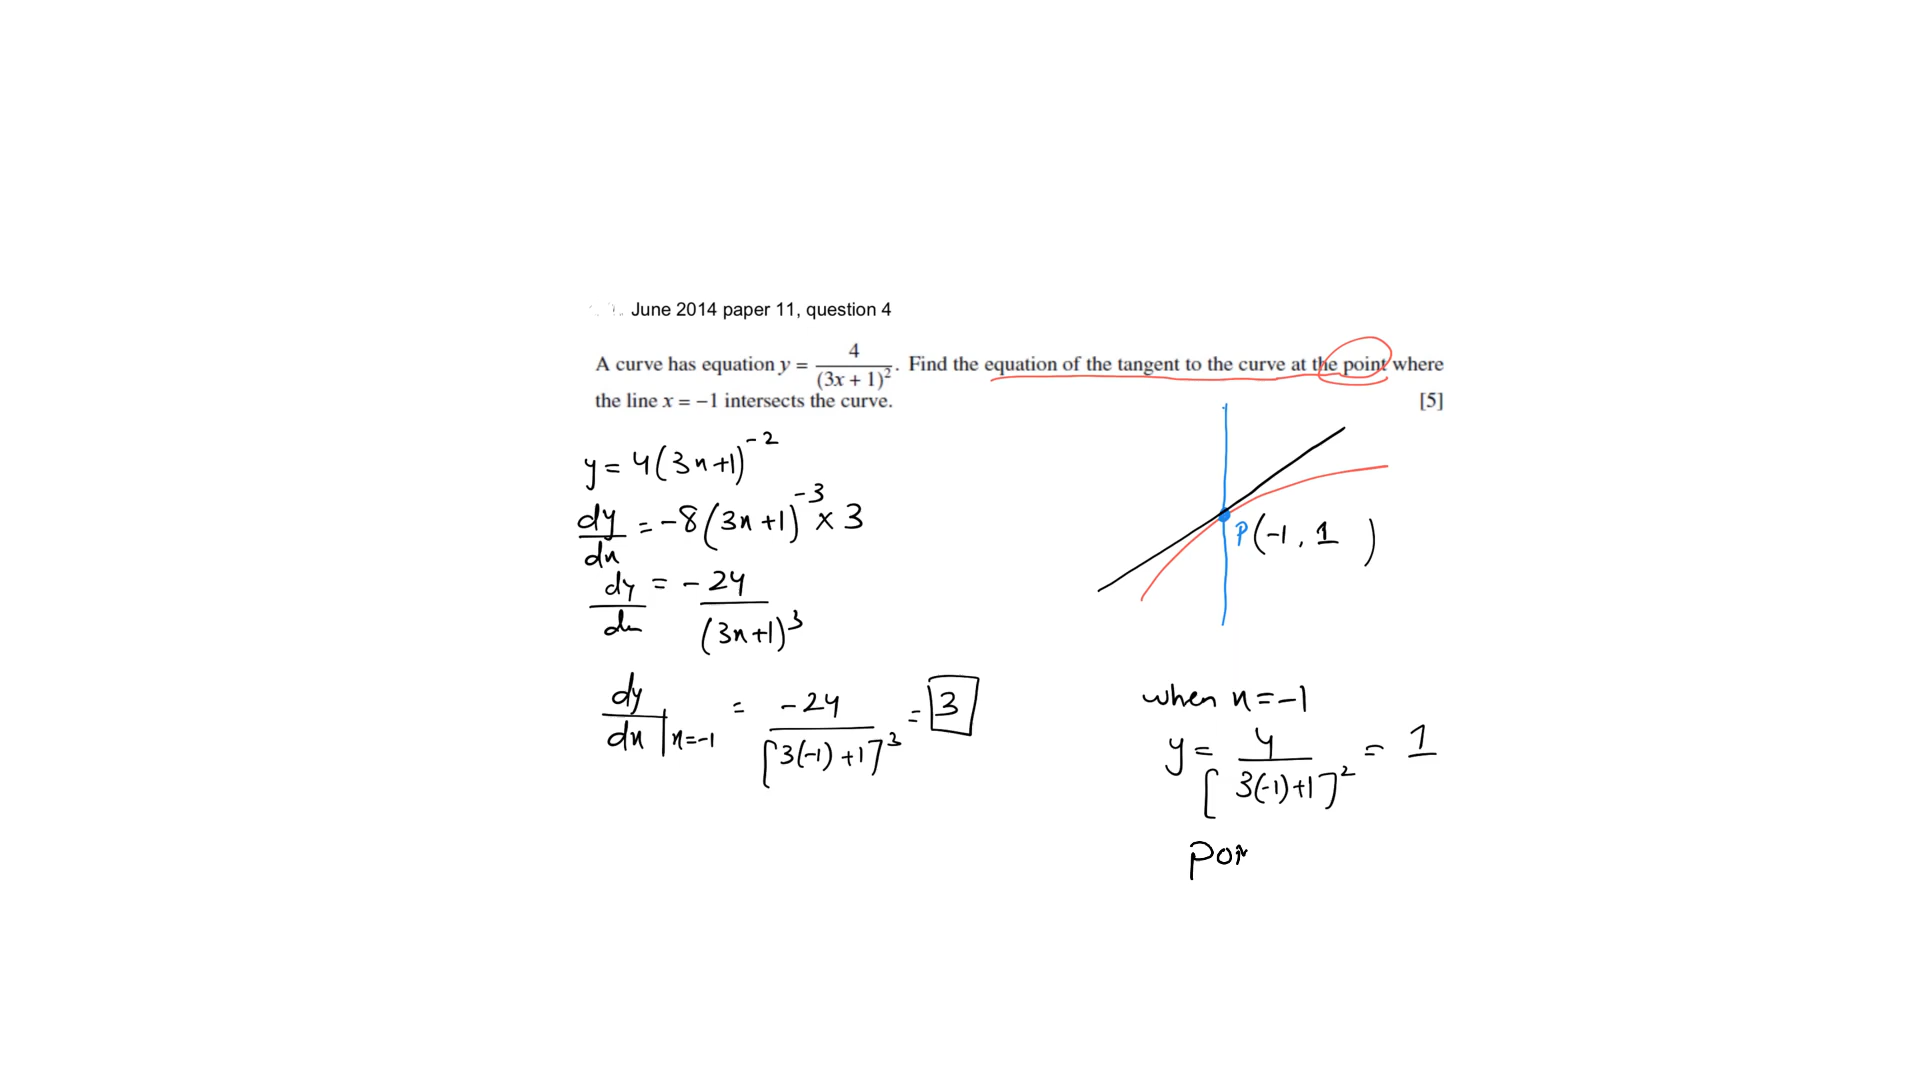 June 2014 paper 11, question 4
A curve has equation y = 4/(3x + 1)². Find the equation of the tangent to the curve at the point where
the line x = −1 intersects the curve. [5]
y = 4(3x+1)⁻²
dy/dx = -8(3x+1)⁻³ × 3
dy/dx = -24/(3x+1)³
dy/dx |x=-1 = -24/[3(-1)+1]³ = 3
P(-1, 1)
when x = -1
y = 4/[3(-1)+1]² = 1
Poi